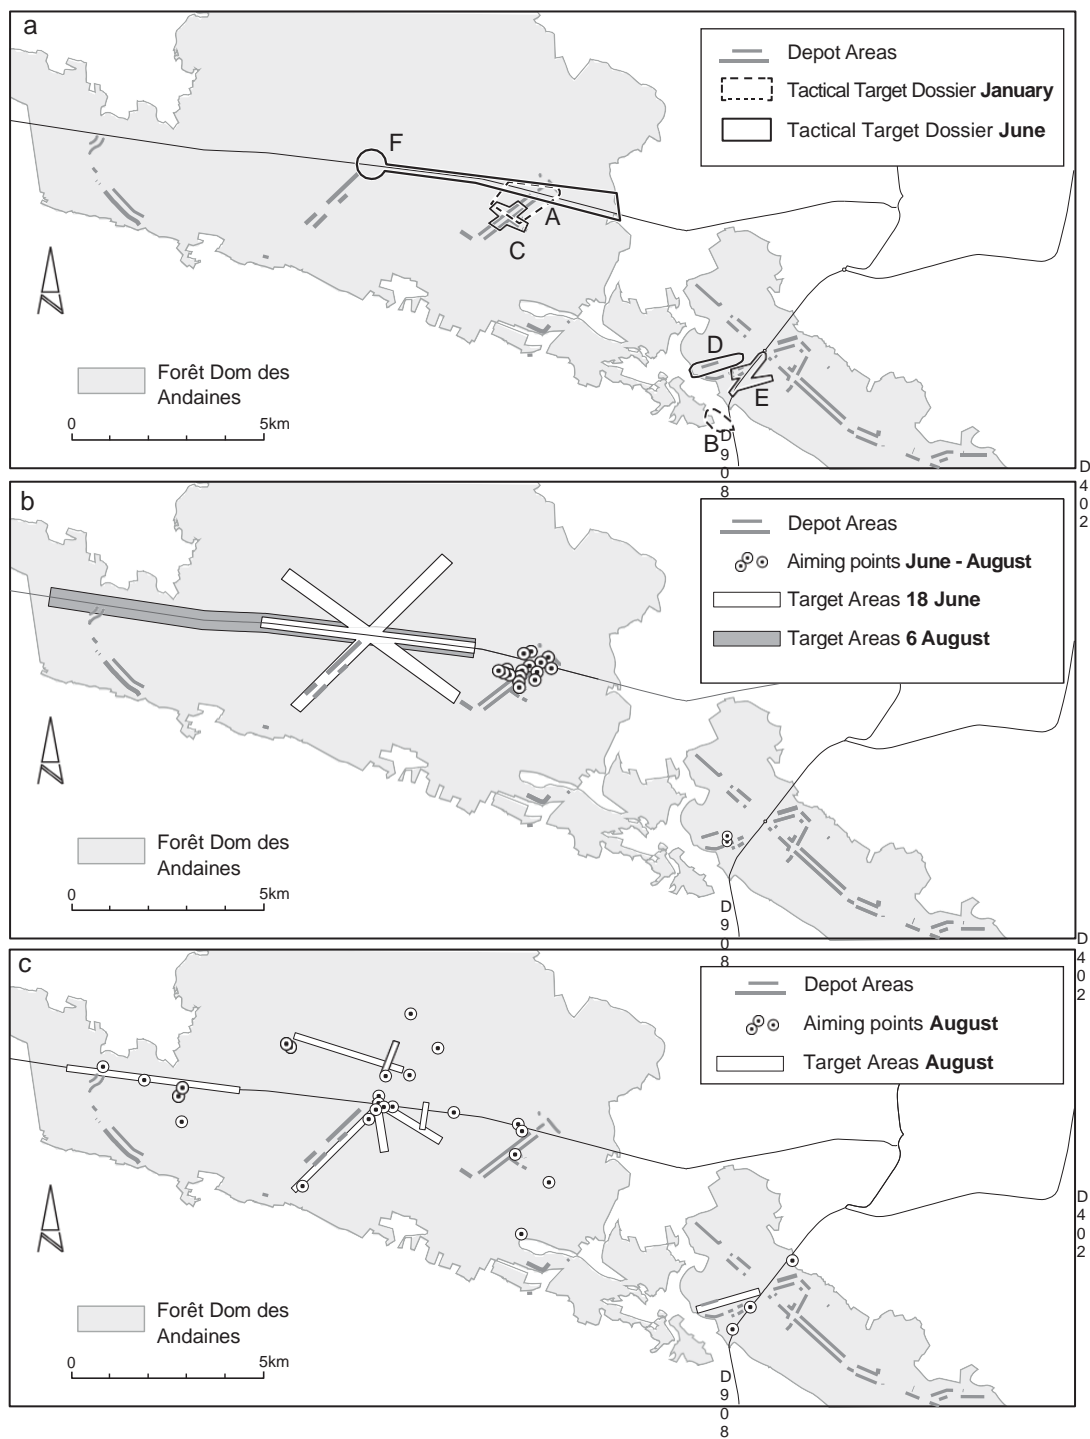 a
Depot Areas
Tactical Target Dossier January
Tactical Target Dossier June
F
A
C
D
E
B
N
Forêt Dom des
Andaines
0 5km
D
9
0
8
D
4
0
2
b
Depot Areas
Aiming points June - August
Target Areas 18 June
Target Areas 6 August
N
Forêt Dom des
Andaines
0 5km
D
9
0
8
D
4
0
2
c
Depot Areas
Aiming points August
Target Areas August
N
Forêt Dom des
Andaines
0 5km
D
4
0
2
D
9
0
8